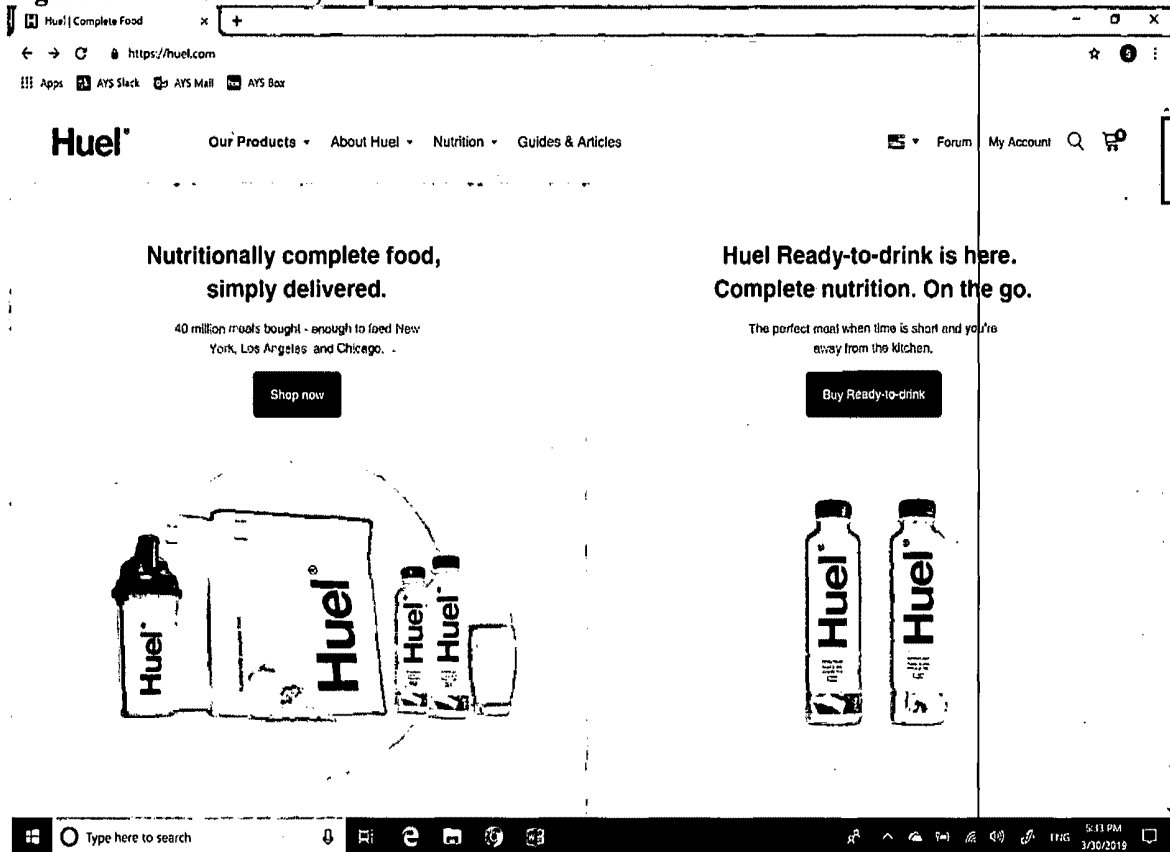 Huel | Complete Food
https://huel.com
Apps AYS Slack AYS Mail AYS Box
Huel® Our Products About Huel Nutrition Guides & Articles Forum My Account 0
Nutritionally complete food,
simply delivered.
40 million meals bought - enough to feed New
York, Los Angeles and Chicago.
Shop now
Huel Ready-to-drink is here.
Complete nutrition. On the go.
The perfect meal when time is short and you're
away from the kitchen.
Buy Ready-to-drink
Huel
Huel®
Huel
Huel
Huel
Huel
Type here to search
ENG
5:33 PM
3/30/2019